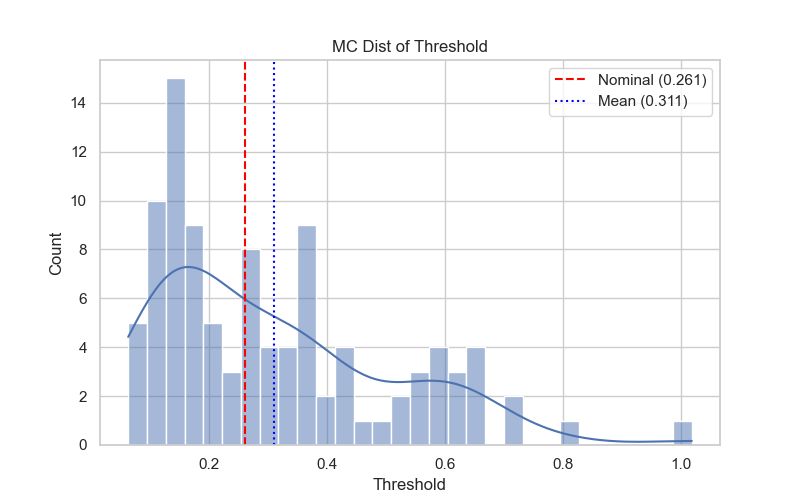 MC Dist of Threshold
Nominal (0.261)
Mean (0.311)
Count
14
12
10
8
6
4
2
0
0.2
0.4
0.6
0.8
1.0
Threshold